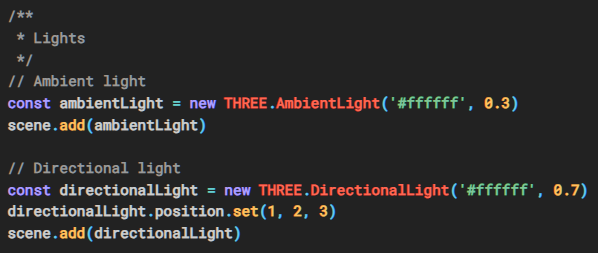 /**
 * Lights
 */
// Ambient light
const ambientLight = new THREE.AmbientLight('#ffffff', 0.3)
scene.add(ambientLight)

// Directional light
const directionalLight = new THREE.DirectionalLight('#ffffff', 0.7)
directionalLight.position.set(1, 2, 3)
scene.add(directionalLight)